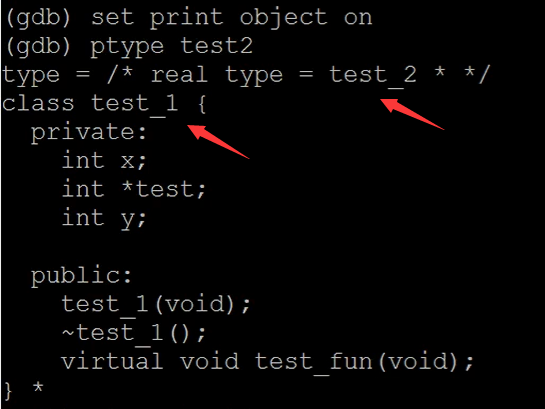 (gdb) set print object on
(gdb) ptype test2
type = /* real type = test_2 * */
class test_1 {
  private:
    int x;
    int *test;
    int y;

  public:
    test_1(void);
    ~test_1();
    virtual void test_fun(void);
} *